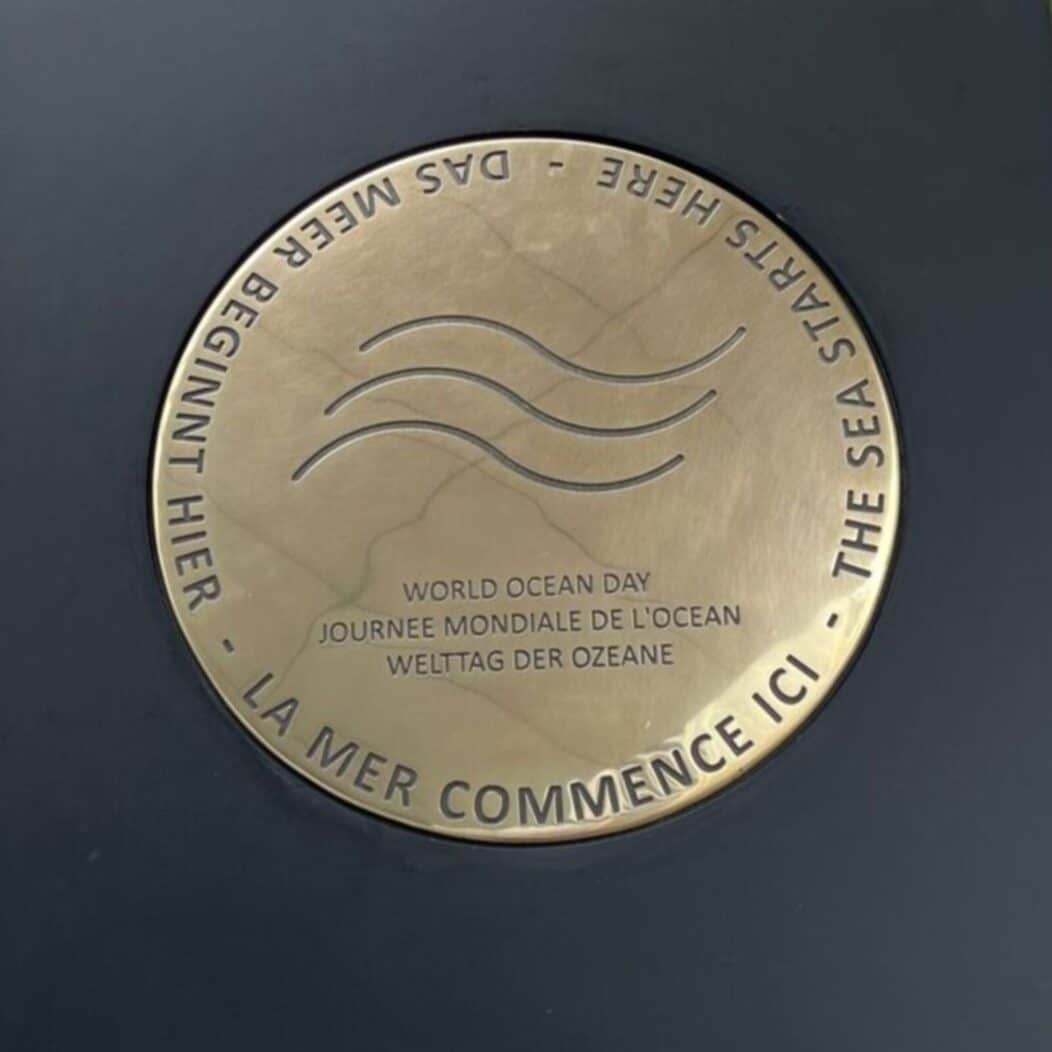 WORLD OCEAN DAY
JOURNEE MONDIALE DE L'OCEAN
WELTTAG DER OZEANE
LA MER COMMENCE ICI - THE SEA STARTS HERE - DAS MEER BEGINNT HIER -